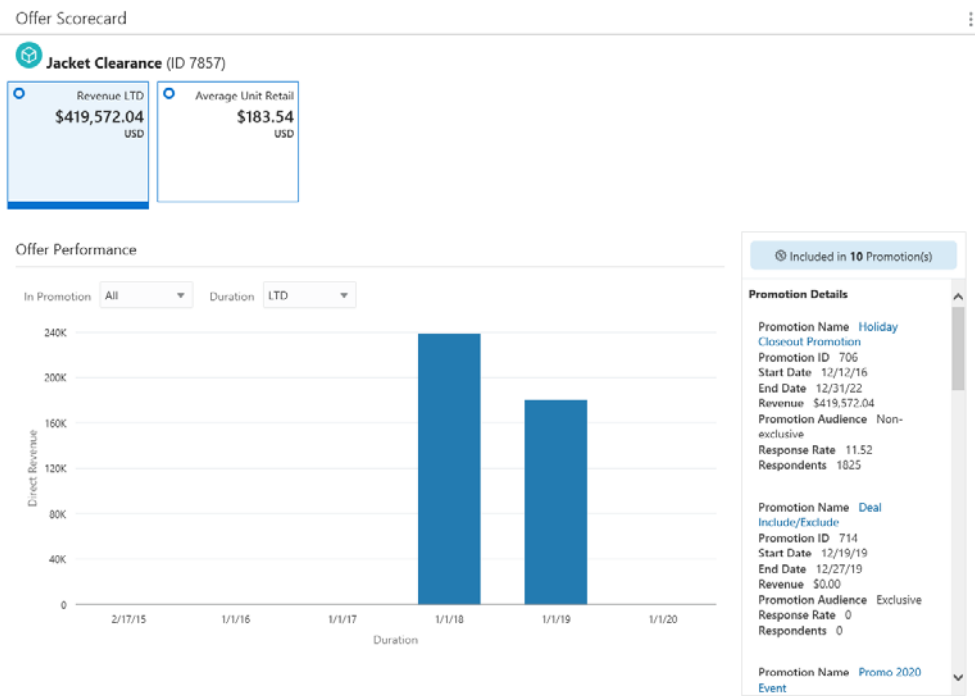 Offer Scorecard
Jacket Clearance (ID 7857)
Revenue LTD
$419,572.04
USD
Average Unit Retail
$183.54
USD
Offer Performance
In Promotion All Duration LTD
240K
200K
160K
120K
80K
40K
0
Direct Revenue
2/17/15 1/1/16 1/1/17 1/1/18 1/1/19 1/1/20
Duration
Included in 10 Promotion(s)
Promotion Details
Promotion Name Holiday
Closeout Promotion
Promotion ID 706
Start Date 12/12/16
End Date 12/31/22
Revenue $419,572.04
Promotion Audience Non-
exclusive
Response Rate 11.52
Respondents 1825
Promotion Name Deal
Include/Exclude
Promotion ID 714
Start Date 12/19/19
End Date 12/27/19
Revenue $0.00
Promotion Audience Exclusive
Response Rate 0
Respondents 0
Promotion Name Promo 2020
Event